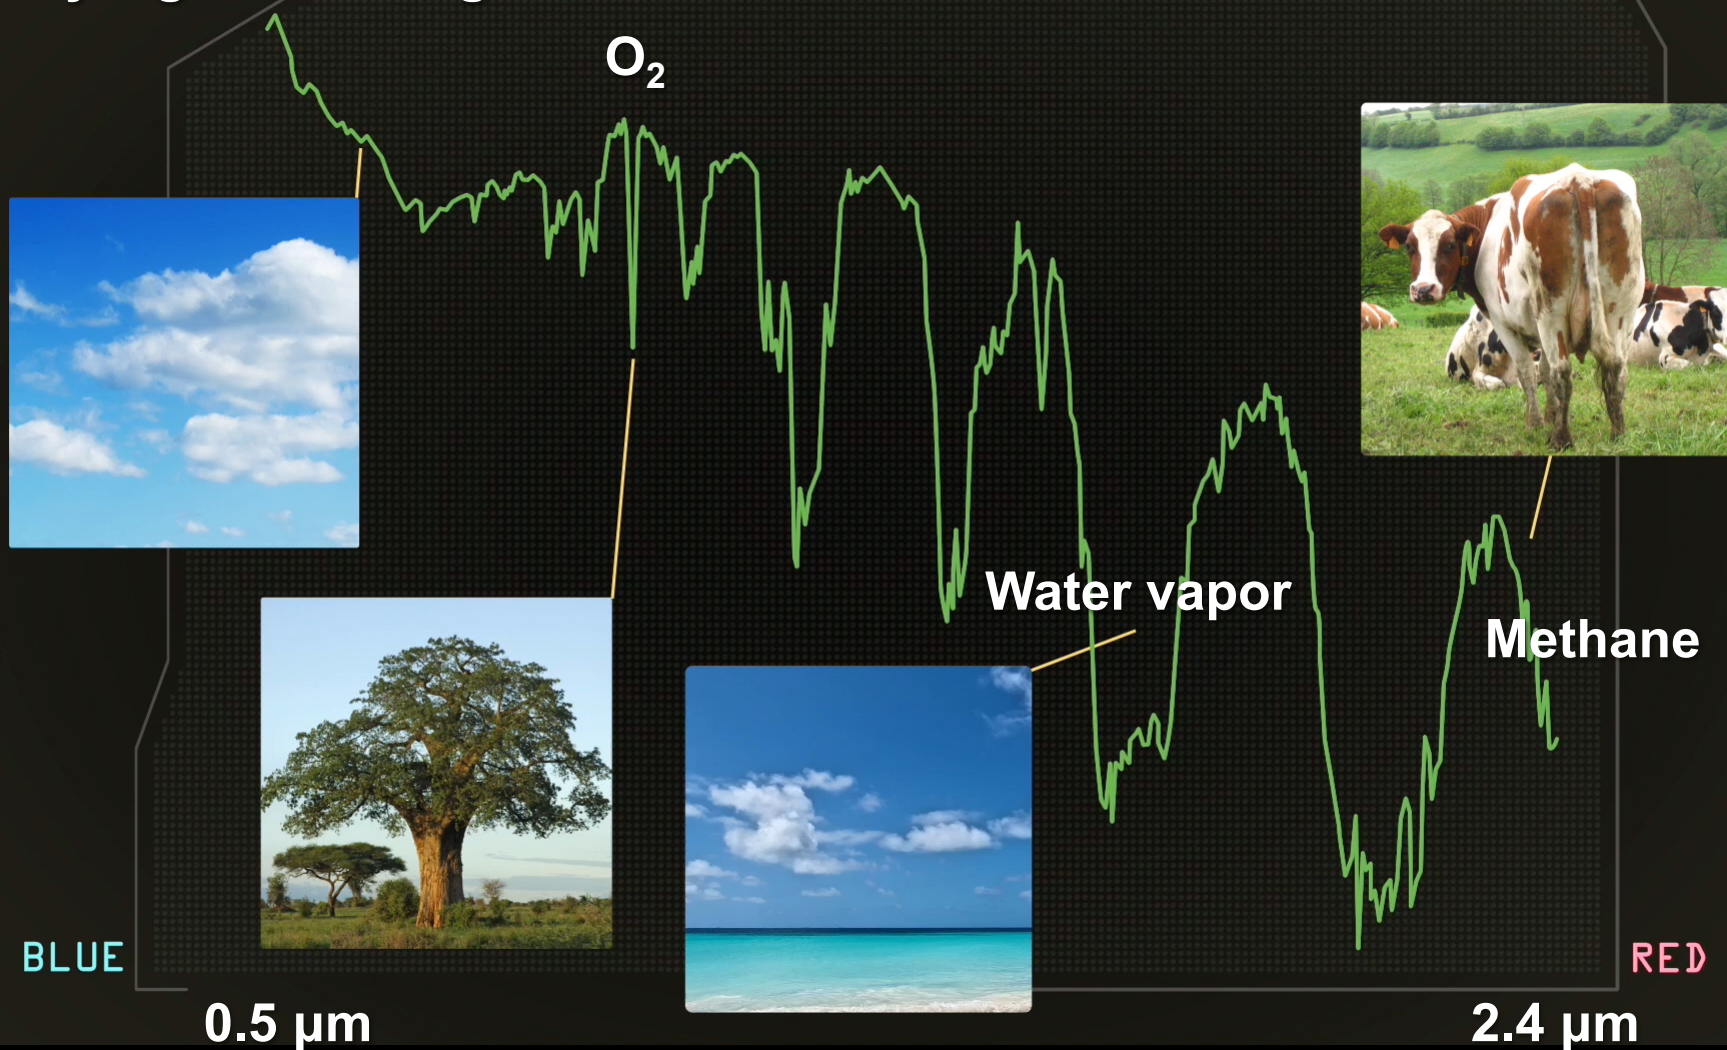 O₂
Water vapor
Methane
BLUE
RED
0.5 μm
2.4 μm